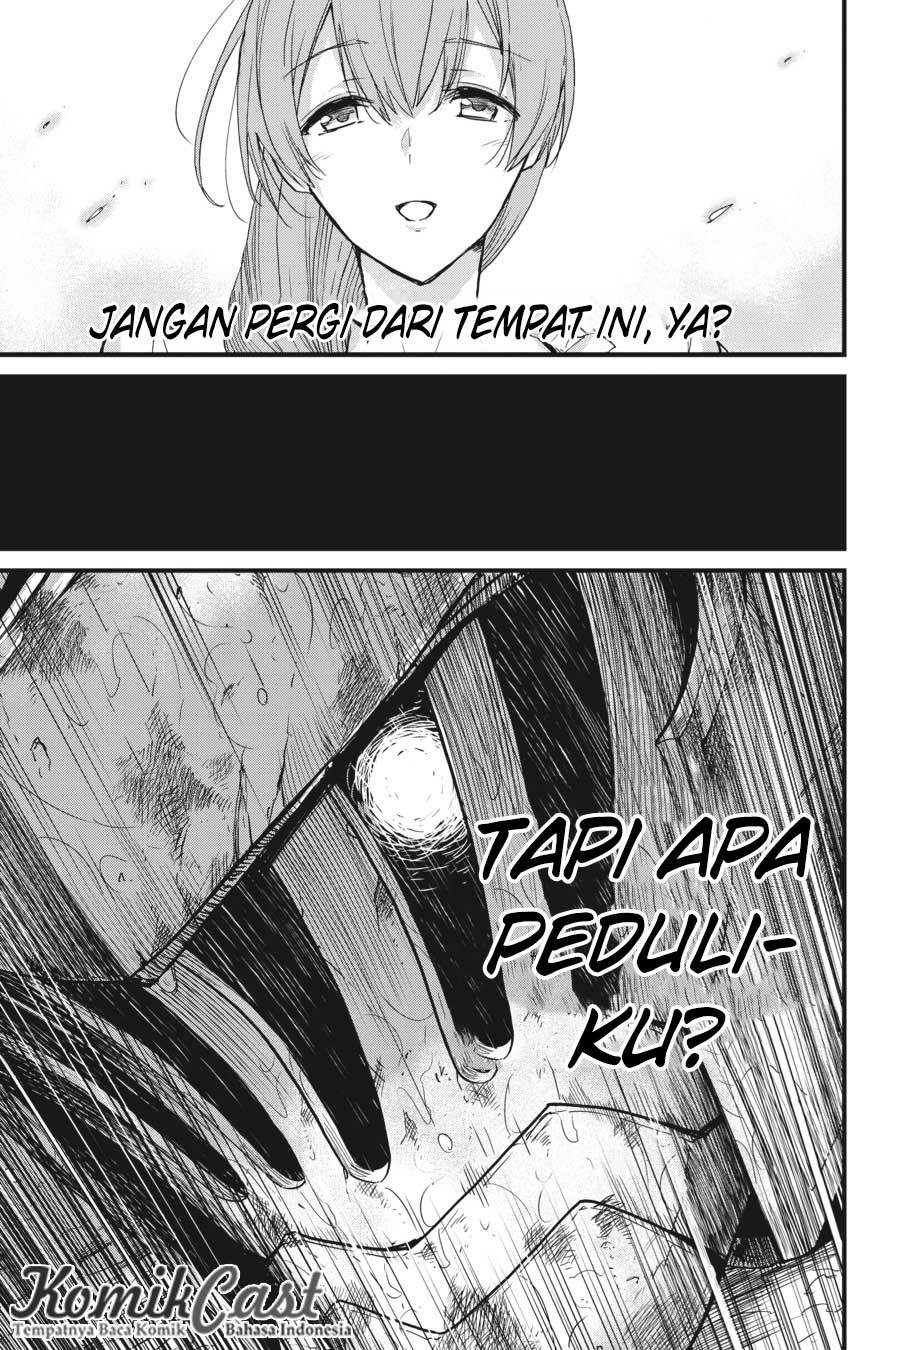 JANGAN PERGI DARI TEMPAT INI, YA?
TAPI APA
PEDULI-
KU?
KomikCast
Tempatnya Baca Komik Bahasa Indonesia